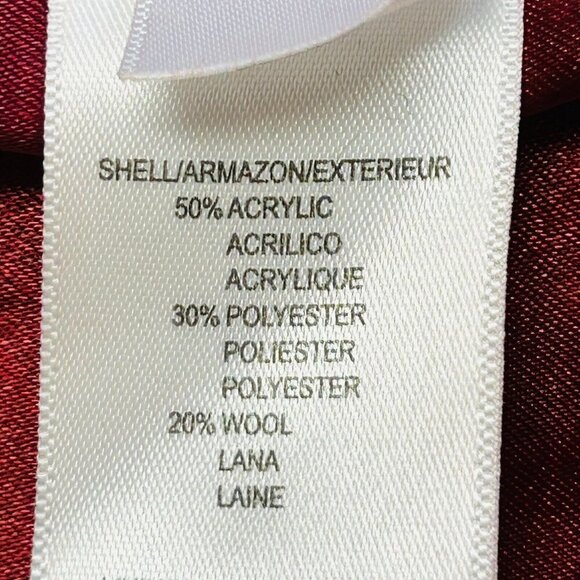 SHELL/ARMAZON/EXTERIEUR
50% ACRYLIC
ACRILICO
ACRYLIQUE
30% POLYESTER
POLIESTER
POLYESTER
20% WOOL
LANA
LAINE